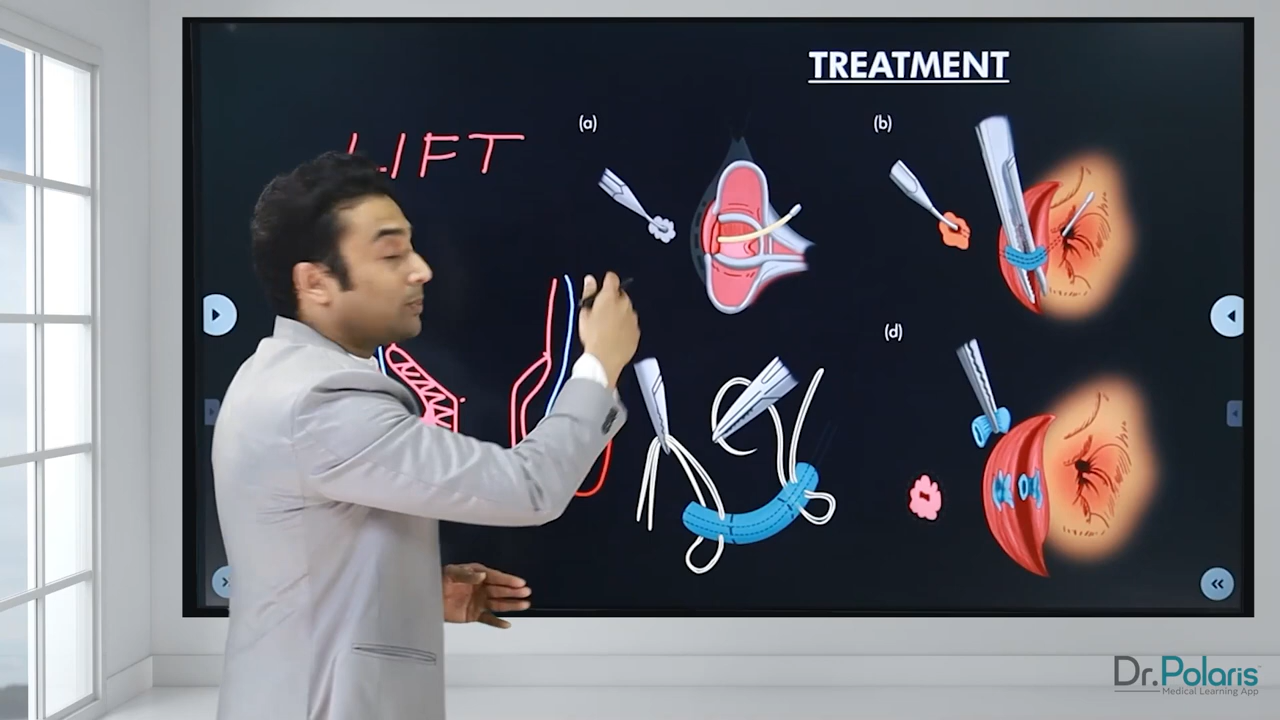 TREATMENT
(a)
(b)
LIFT
(d)
Dr.Polaris
Medical Learning App